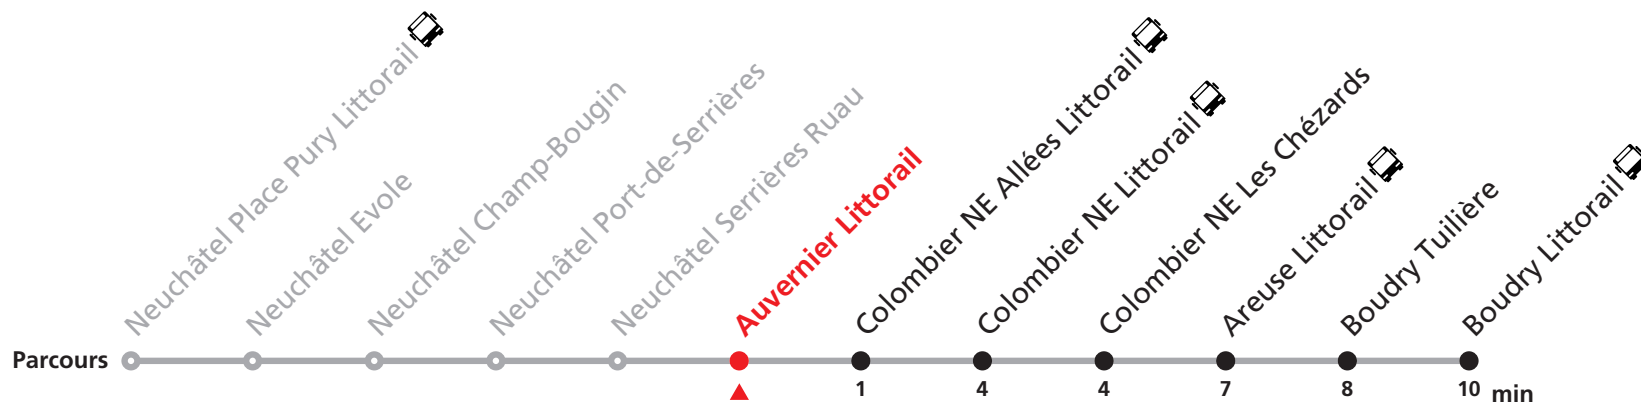 Neuchâtel Place Pury Littorail
Neuchâtel Evole
Neuchâtel Champ-Bougin
Neuchâtel Port-de-Serrières
Neuchâtel Serrières Ruau
Auvernier Littorail
Colombier NE Allées Littorail
Colombier NE Littorail
Colombier NE Les Chézards
Areuse Littorail
Boudry Tuilière
Boudry Littorail
Parcours
1 4 4 7 8 10 min